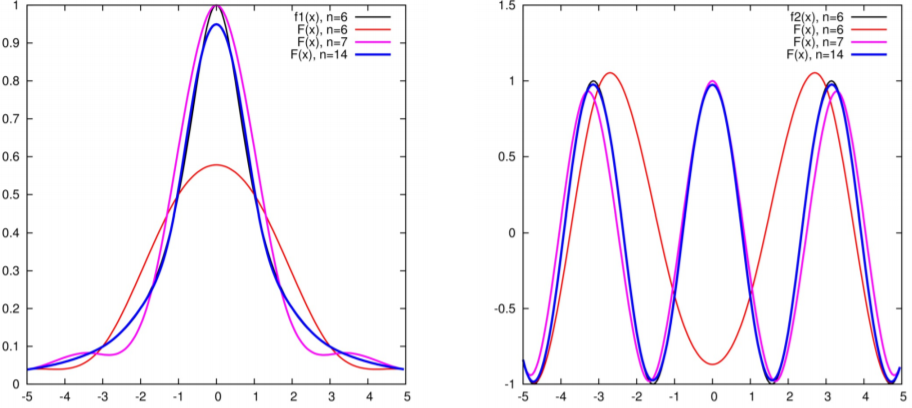 1
0.9
0.8
0.7
0.6
0.5
0.4
0.3
0.2
0.1
0
-5 -4 -3 -2 -1 0 1 2 3 4 5
f1(x), n=6
F(x), n=6
F(x), n=7
F(x), n=14
1.5
1
0.5
0
-0.5
-1
-5 -4 -3 -2 -1 0 1 2 3 4 5
f2(x), n=6
F(x), n=6
F(x), n=7
F(x), n=14